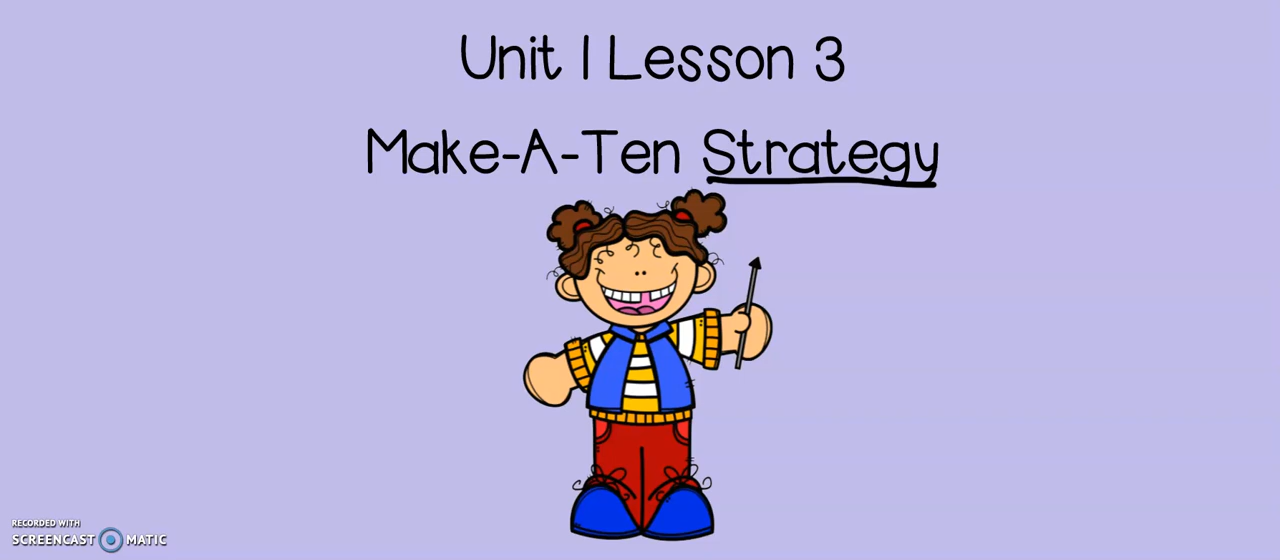 Unit 1 Lesson 3
Make-A-Ten Strategy
RECORDED WITH
SCREENCAST MATIC